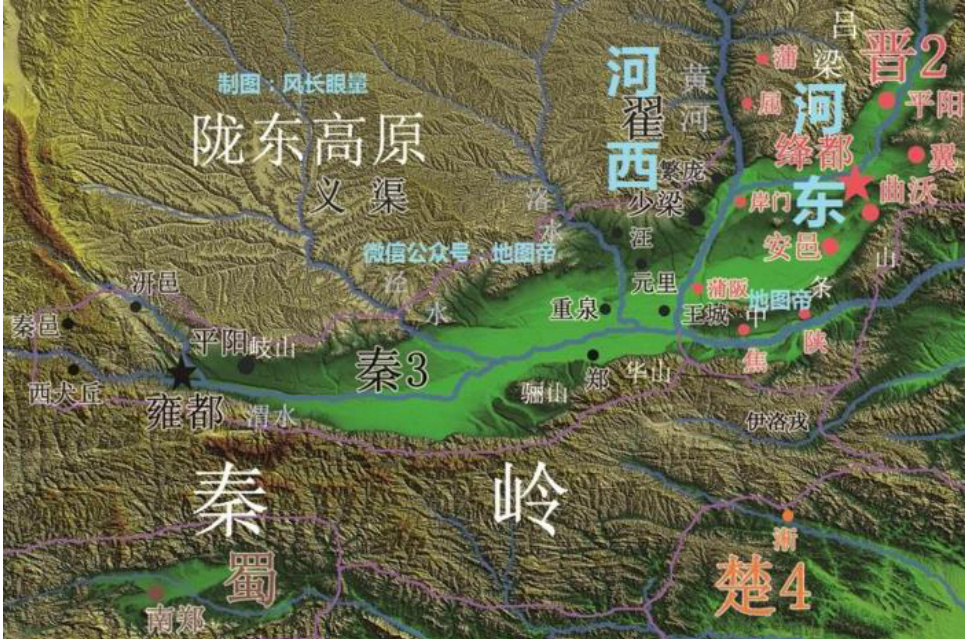 吕
梁
晋2
蒲
屈
平阳
河
西
翟
黄
河
河
东
绛都
翼
曲沃
制图：风长眼量
陇东高原
义渠
繁庞
少梁
岸门
安邑
洛
水
汪
微信公众号：地图帝
泾
水
元里
蒲阪
地图帝
中
条
山
重泉
王城
焦
陕
汧邑
秦邑
平阳
岐山
秦3
西犬丘
雍都
渭水
骊山
郑
华山
伊洛戎
秦岭
蜀
南郑
楚4
淅